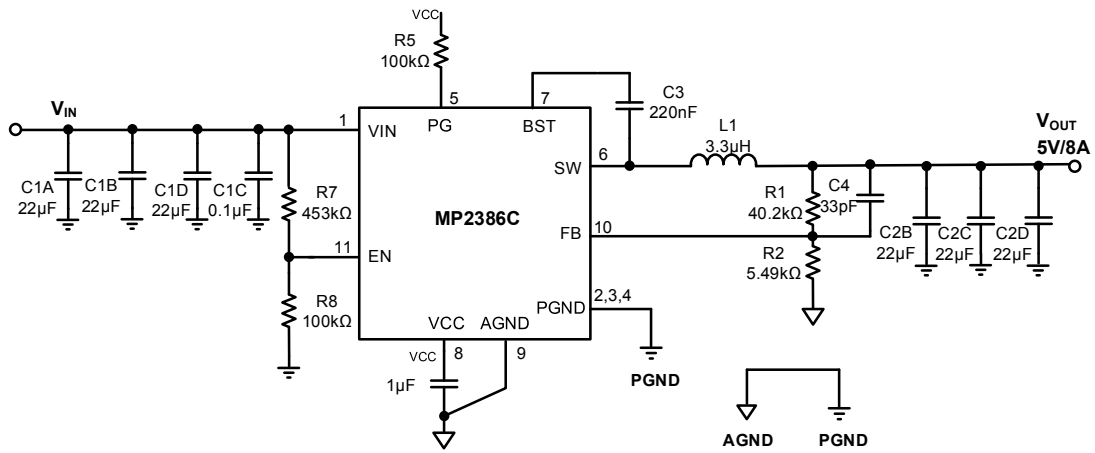 VCC
R5
100kΩ
5
7
C3
220nF
VIN
1
VIN
PG
BST
SW
6
L1
3.3µH
VOUT
5V/8A
C1A
22µF
C1B
22µF
C1D
22µF
C1C
0.1µF
R7
453kΩ
MP2386C
R1
40.2kΩ
C4
33pF
11
EN
FB
10
R2
5.49kΩ
C2B
22µF
C2C
22µF
C2D
22µF
R8
100kΩ
PGND
2,3,4
VCC
AGND
VCC
8
9
1µF
PGND
AGND
PGND